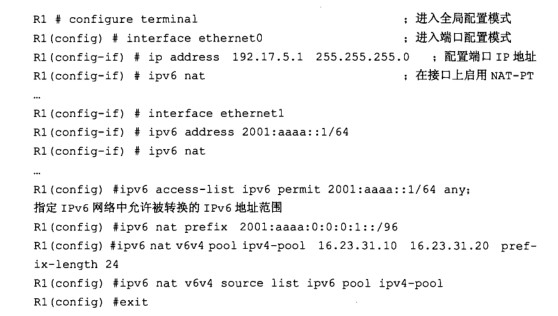 R1 # configure terminal ；进入全局配置模式
R1(config) # interface ethernet0 ；进入端口配置模式
R1(config-if) # ip address 192.17.5.1 255.255.255.0 ；配置端口 IP 地址
R1(config-if) # ipv6 nat ；在接口上启用 NAT-PT
…
R1(config-if) # interface ethernet1
R1(config-if) # ipv6 address 2001:aaaa::1/64
R1(config-if) # ipv6 nat
…
R1(config) #ipv6 access-list ipv6 permit 2001:aaaa::1/64 any;
指定 IPv6 网络中允许被转换的 IPv6 地址范围
R1(config) #ipv6 nat prefix 2001:aaaa:0:0:0:1::/96
R1(config) #ipv6 nat v6v4 pool ipv4-pool 16.23.31.10 16.23.31.20 pref-
ix-length 24
R1(config) #ipv6 nat v6v4 source list ipv6 pool ipv4-pool
R1(config) #exit